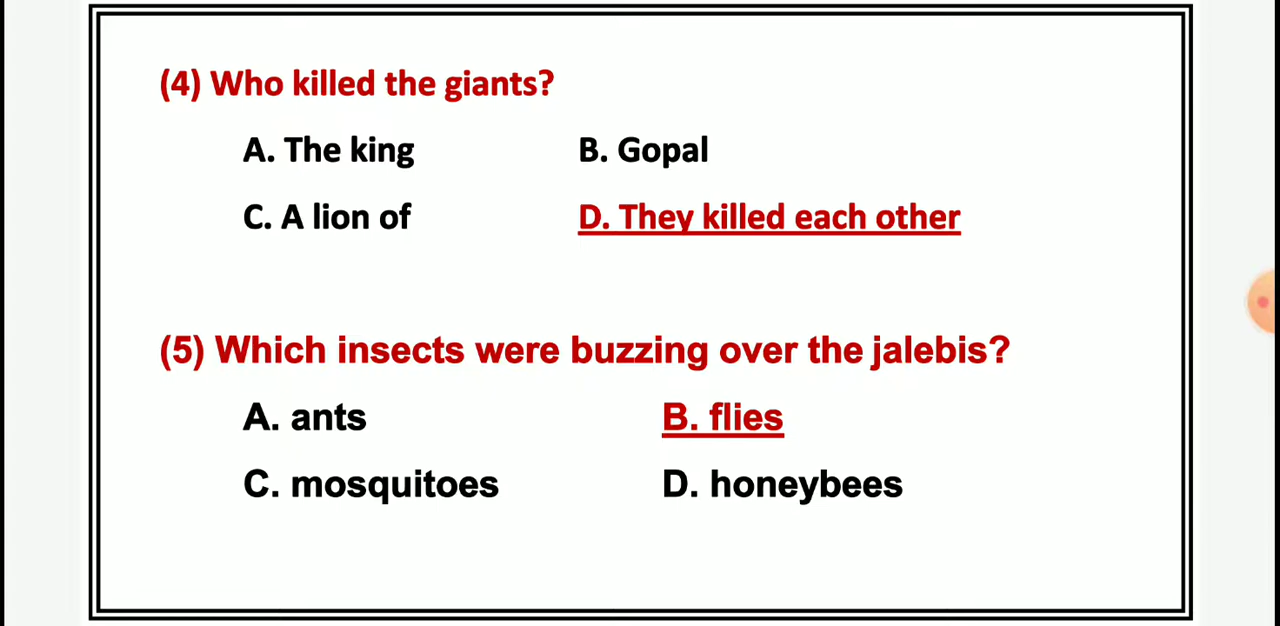 (4) Who killed the giants?
A. The king B. Gopal
C. A lion of D. They killed each other
(5) Which insects were buzzing over the jalebis?
A. ants B. flies
C. mosquitoes D. honeybees